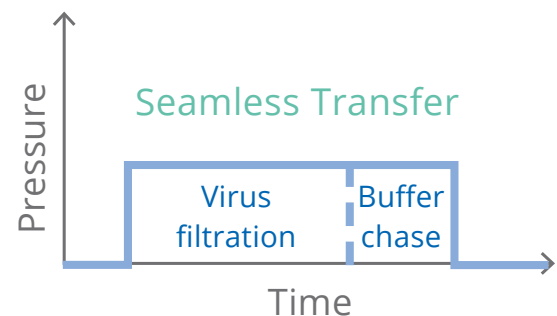 Seamless Transfer
Pressure
Virus
filtration
Buffer
chase
Time